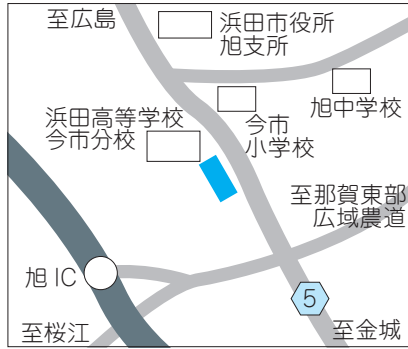 至広島
浜田市役所
旭支所
旭中学校
浜田高等学校
今市分校
今市
小学校
至那賀東部
広域農道
旭 IC
5
至桜江
至金城